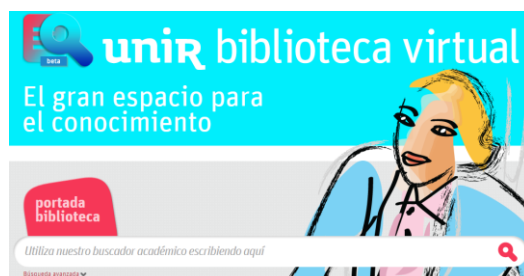 beta
uniR biblioteca virtual
El gran espacio para
el conocimiento
portada
biblioteca
Utiliza nuestro buscador académico escribiendo aquí
Búsqueda avanzada